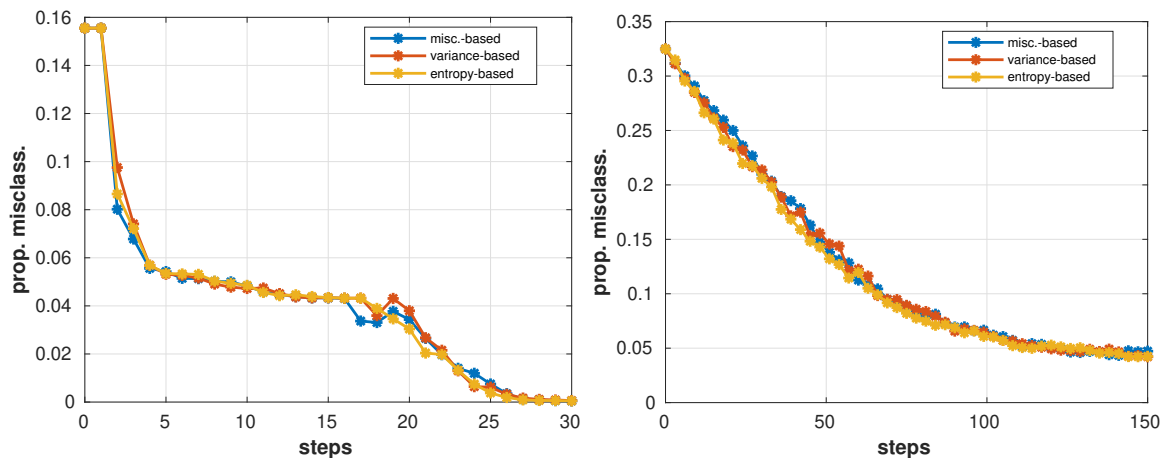 0.16
0.14
0.12
0.1
0.08
0.06
0.04
0.02
0
prop. misclass.
misc.-based
variance-based
entropy-based
0 5 10 15 20 25 30
steps
0.35
0.3
0.25
0.2
0.15
0.1
0.05
0
prop. misclass.
misc.-based
variance-based
entropy-based
0 50 100 150
steps